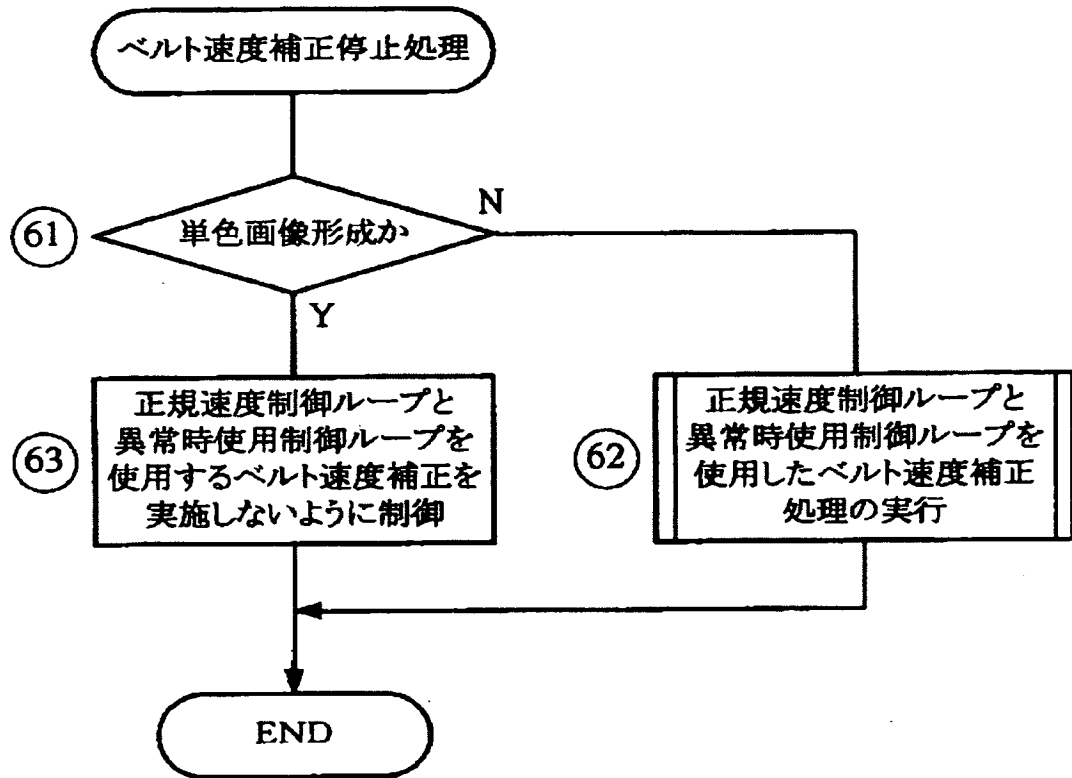 ベルト速度補正停止処理
61
単色画像形成か
N
Y
63
正規速度制御ループと
異常時使用制御ループを
使用するベルト速度補正を
実施しないように制御
62
正規速度制御ループと
異常時使用制御ループを
使用したベルト速度補正
処理の実行
END